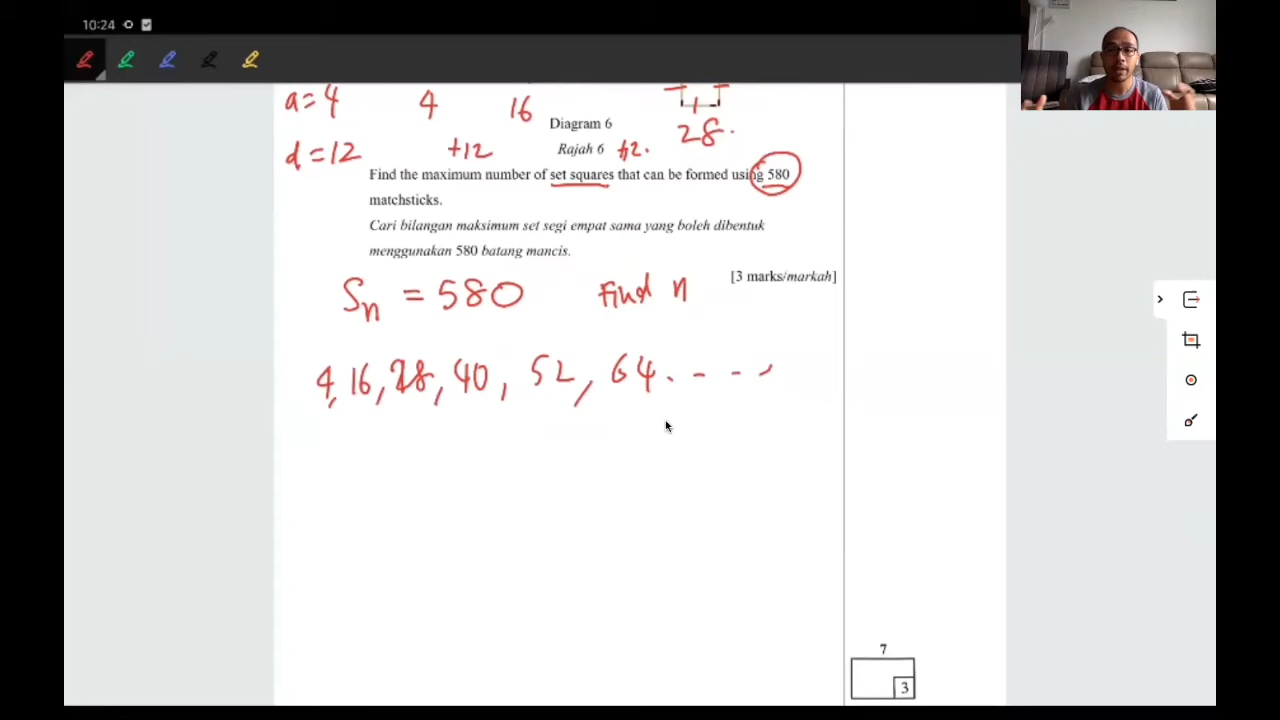 10:24
a = 4 4 16
Diagram 6
28.
d = 12 +12 Rajah 6 +12.
Find the maximum number of set squares that can be formed using 580
matchsticks.
Cari bilangan maksimum set segi empat sama yang boleh dibentuk
menggunakan 580 batang mancis.
[3 marks/markah]
Sn = 580 Find n
4, 16, 28, 40, 52, 64. - - -
7
3